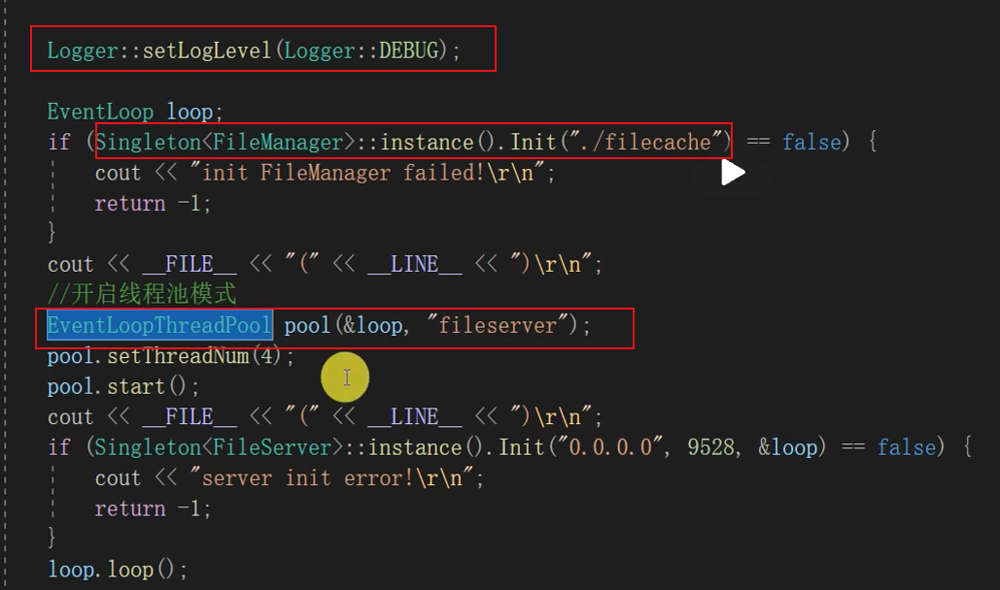 Logger::setLogLevel(Logger::DEBUG);
EventLoop loop;
if (Singleton<FileManager>::instance().Init("./filecache") == false) {
cout << "init FileManager failed!\r\n";
return -1;
}
cout << __FILE__ << "(" << __LINE__ << ")\r\n";
//开启线程池模式
EventLoopThreadPool pool(&loop, "fileserver");
pool.setThreadNum(4);
pool.start();
cout << __FILE__ << "(" << __LINE__ << ")\r\n";
if (Singleton<FileServer>::instance().Init("0.0.0.0", 9528, &loop) == false) {
cout << "server init error!\r\n";
return -1;
}
loop.loop();